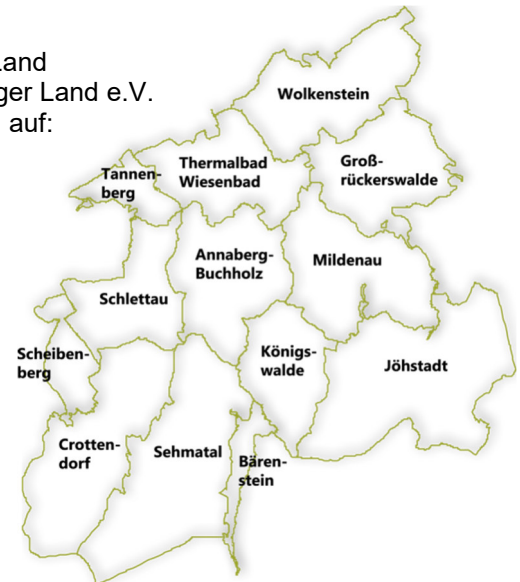 Land
ger Land e.V.
auf:
Wolkenstein
Thermalbad
Wiesenbad
Groß-
rückerswalde
Tannen-
berg
Annaberg-
Buchholz
Mildenau
Schlettau
Scheiben-
berg
Königs-
walde
Jöhstadt
Crotten-
dorf
Sehmatal
Bären-
stein